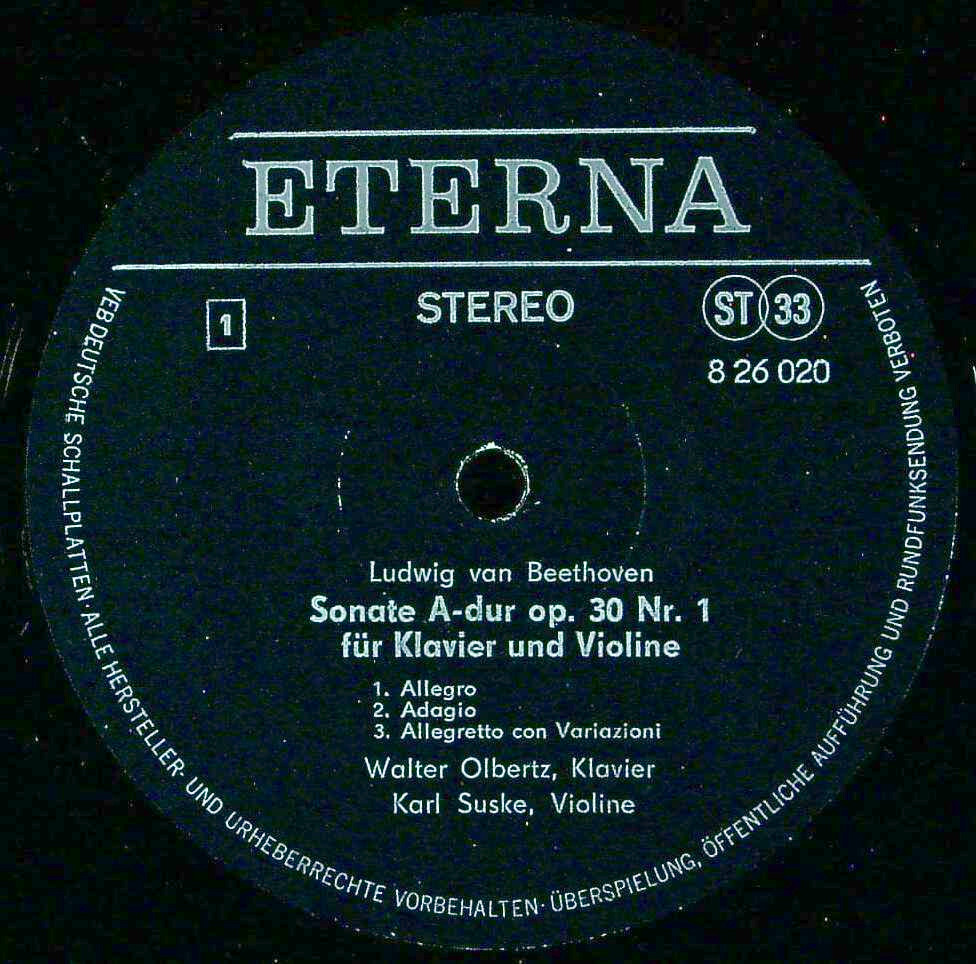 ETERNA
1
STEREO
ST 33
8 26 020
Ludwig van Beethoven
Sonate A-dur op. 30 Nr. 1
für Klavier und Violine
1. Allegro
2. Adagio
3. Allegretto con Variazioni
Walter Olbertz, Klavier
Karl Suske, Violine
VEB DEUTSCHE SCHALLPLATTEN · ALLE HERSTELLER- UND URHEBERRECHTE VORBEHALTEN · ÜBERSPIELUNG, ÖFFENTLICHE AUFFÜHRUNG UND RUNDFUNKSENDUNG VERBOTEN